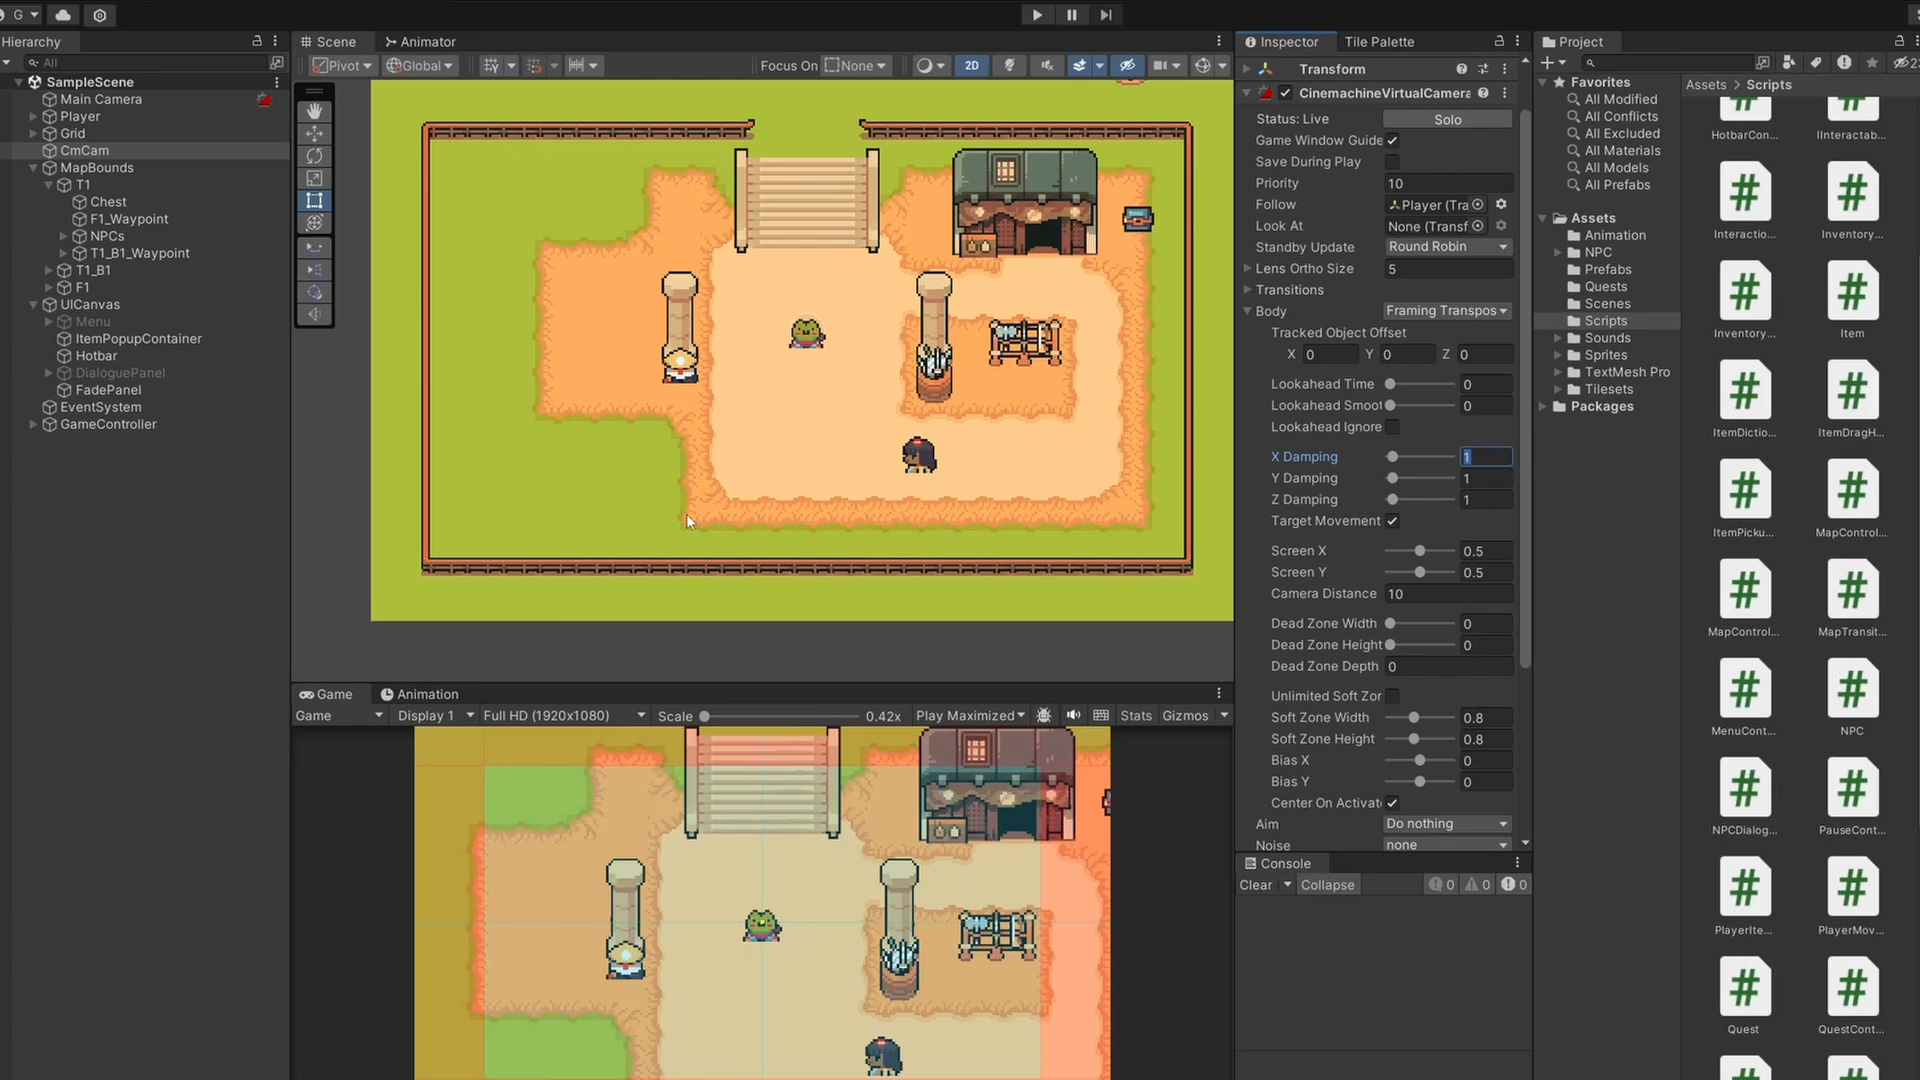 G
Hierarchy
All
SampleScene
Main Camera
Player
Grid
CmCam
MapBounds
T1
Chest
F1_Waypoint
NPCs
T1_B1_Waypoint
T1_B1
F1
UICanvas
Menu
ItemPopupContainer
Hotbar
DialoguePanel
FadePanel
EventSystem
GameController
Scene
Animator
Pivot
Global
Focus On
None
2D
Game
Animation
Game
Display 1
Full HD (1920x1080)
Scale
0.42x
Play Maximized
Stats
Gizmos
Inspector
Tile Palette
Transform
CinemachineVirtualCamera
Status: Live
Solo
Game Window Guide
Save During Play
Priority
10
Follow
Player (Tra
Look At
None (Transf
Standby Update
Round Robin
Lens Ortho Size
5
Transitions
Body
Framing Transpos
Tracked Object Offset
X 0 Y 0 Z 0
Lookahead Time
0
Lookahead Smoot
0
Lookahead Ignore
X Damping
1
Y Damping
1
Z Damping
1
Target Movement
Screen X
0.5
Screen Y
0.5
Camera Distance
10
Dead Zone Width
0
Dead Zone Height
0
Dead Zone Depth
0
Unlimited Soft Zor
Soft Zone Width
0.8
Soft Zone Height
0.8
Bias X
0
Bias Y
0
Center On Activat
Aim
Do nothing
Noise
none
Console
Clear
Collapse
0
0
0
Project
23
Favorites
All Modified
All Conflicts
All Excluded
All Materials
All Models
All Prefabs
Assets
Animation
NPC
Prefabs
Quests
Scenes
Scripts
Sounds
Sprites
TextMesh Pro
Tilesets
Packages
Assets > Scripts
HotbarCon...
IInteractab...
Interactio...
Inventory...
Inventory...
Item
ItemDictio...
ItemDragH...
ItemPicku...
MapControl...
MapControl...
MapTransit...
MenuCont...
NPC
NPCDialog...
PauseCont...
PlayerIte...
PlayerMov...
Quest
QuestCont...